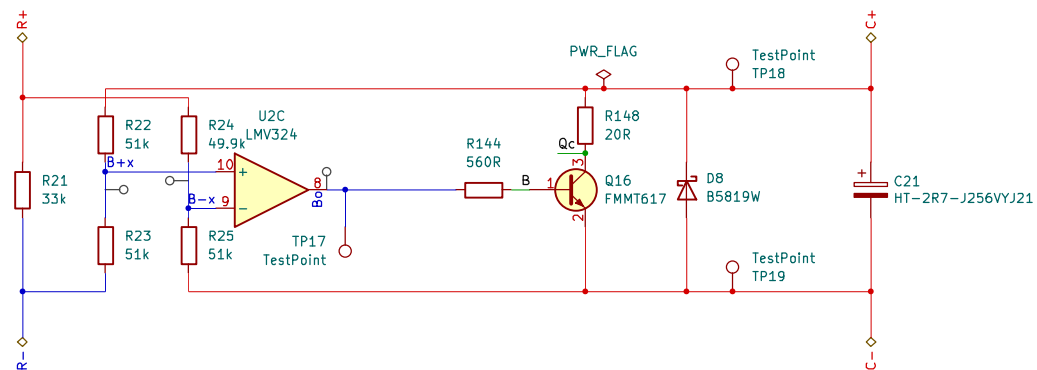 R+
C+
PWR_FLAG
TestPoint
TP18
R22
51k
R24
49.9k
U2C
LMV324
R148
20R
Qc
R144
560R
B+x
10
+
3
R21
33k
8
B
1
Q16
FMMT617
D8
B5819W
+
C21
HT-2R7-J256VYJ21
B-x
9
−
Bo
2
R23
51k
R25
51k
TP17
TestPoint
TestPoint
TP19
R-
C-